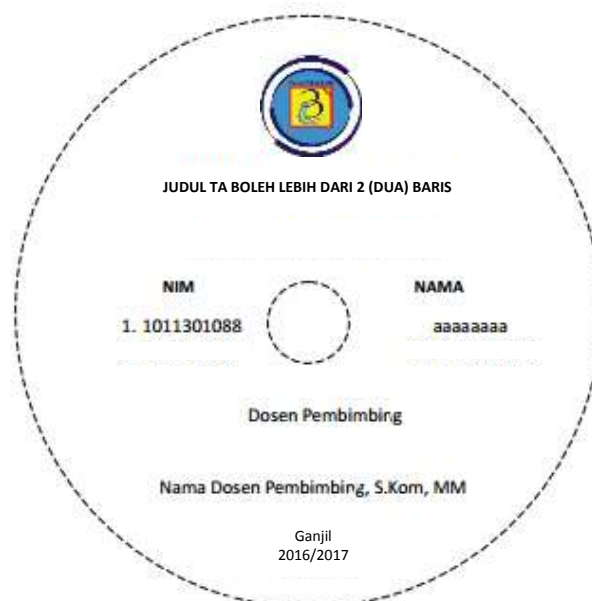 JUDUL TA BOLEH LEBIH DARI 2 (DUA) BARIS
NIM NAMA
1. 1011301088 aaaaaaaa
Dosen Pembimbing
Nama Dosen Pembimbing, S.Kom, MM
Ganjil
2016/2017